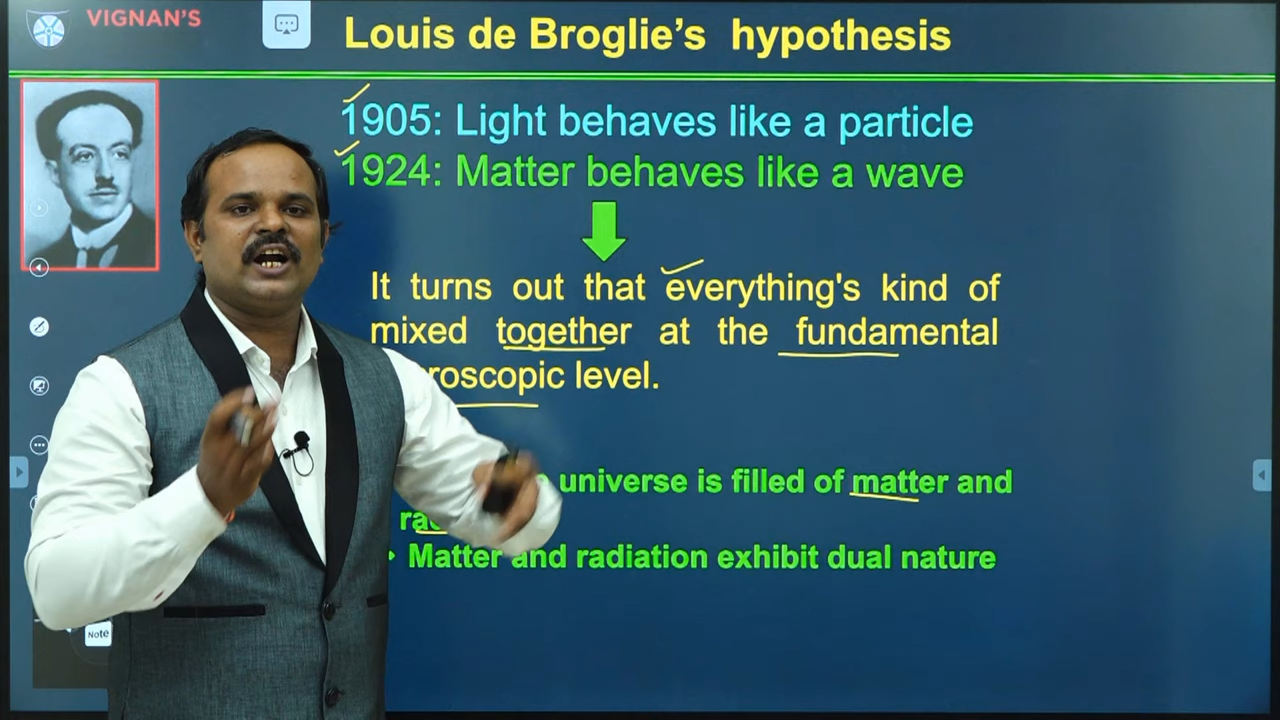 VIGNAN'S
Louis de Broglie's hypothesis
1905: Light behaves like a particle
1924: Matter behaves like a wave
It turns out that everything's kind of
mixed together at the fundamental
roscopic level.
universe is filled of matter and
Matter and radiation exhibit dual nature
Note